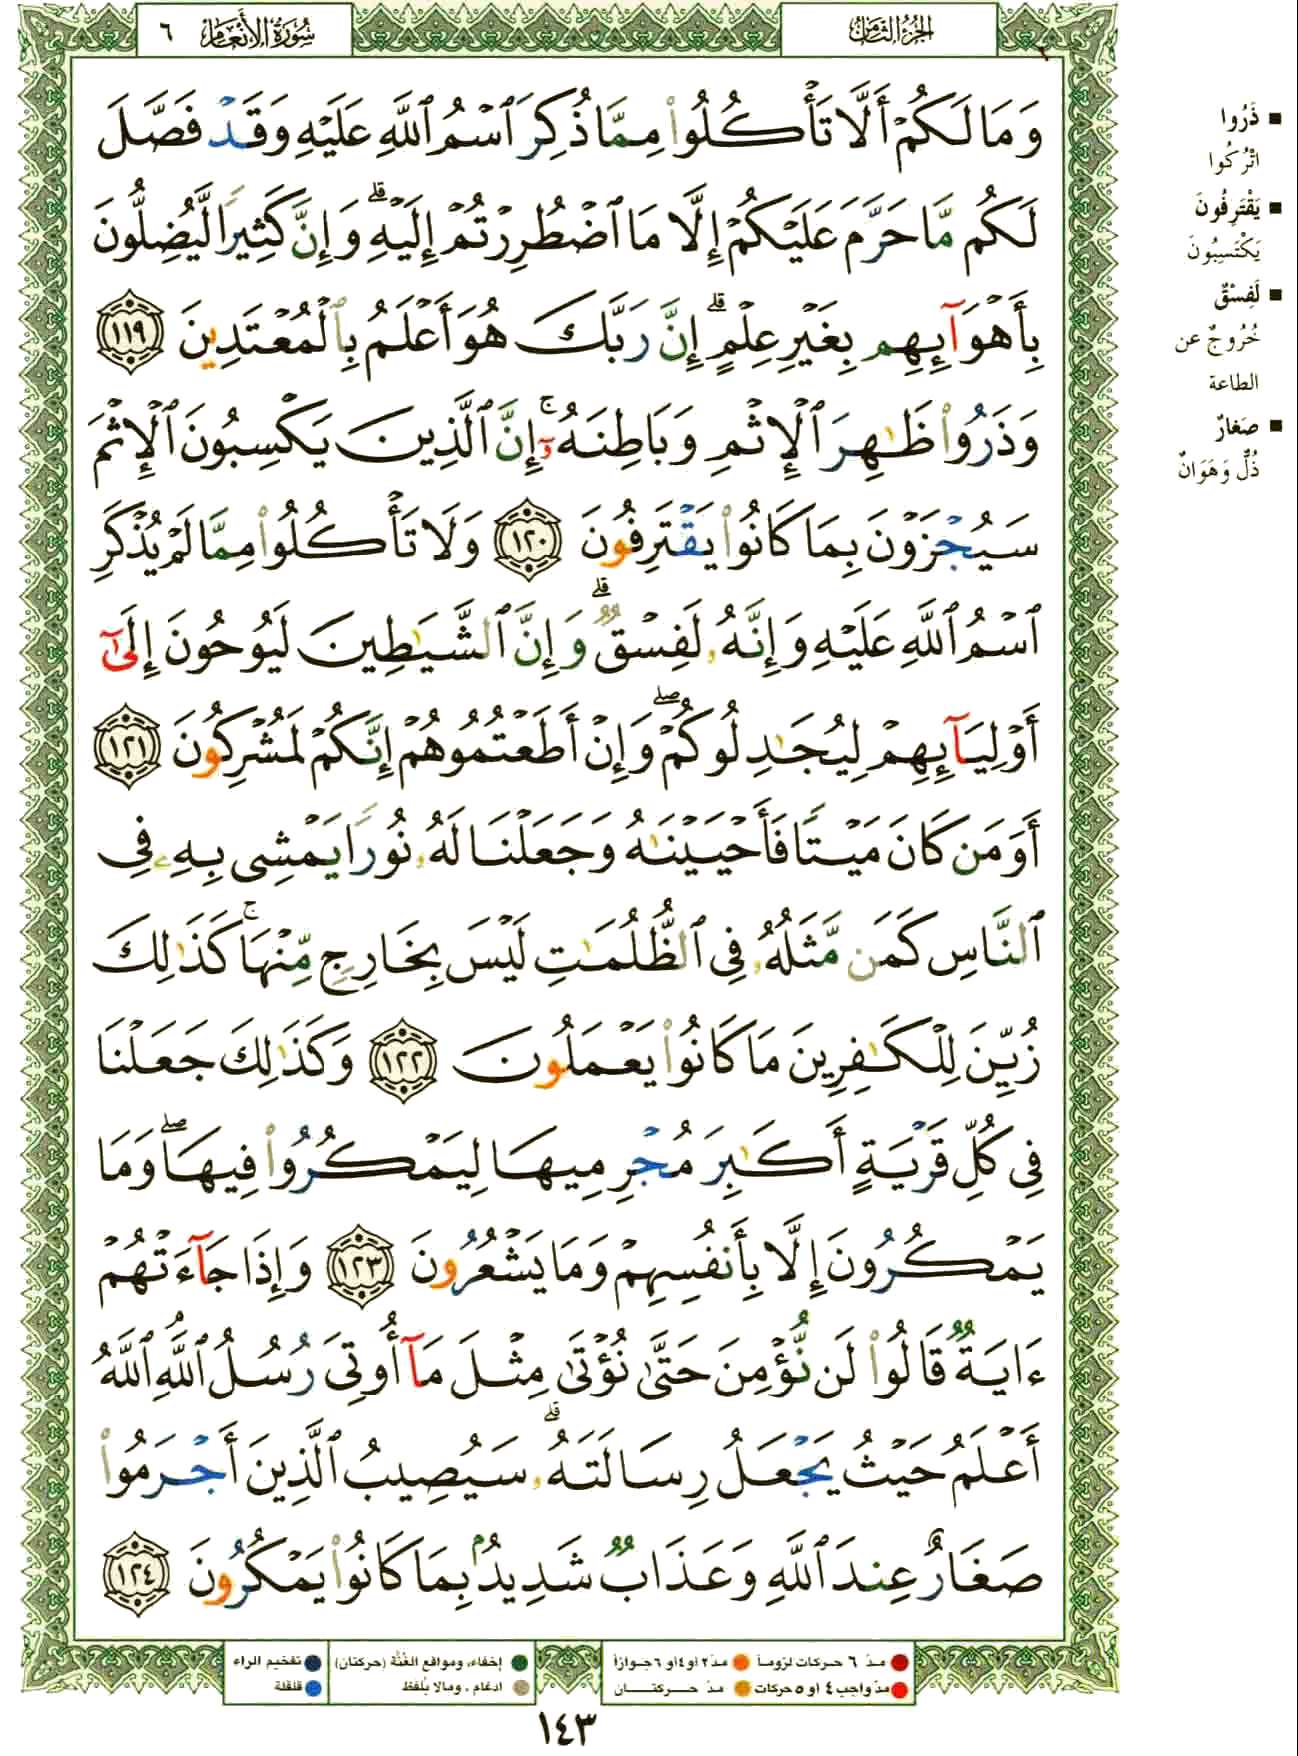 الجزء الثامن
سورة الأنعام ٦
وَمَا لَكُمْ أَلَّا تَأْكُلُوا۟ مِمَّا ذُكِرَ ٱسْمُ ٱللَّهِ عَلَيْهِ وَقَدْ فَصَّلَ
لَكُم مَّا حَرَّمَ عَلَيْكُمْ إِلَّا مَا ٱضْطُرِرْتُمْ إِلَيْهِ ۗ وَإِنَّ كَثِيرًا لَّيُضِلُّونَ
بِأَهْوَآئِهِم بِغَيْرِ عِلْمٍ ۗ إِنَّ رَبَّكَ هُوَ أَعْلَمُ بِٱلْمُعْتَدِينَ ١١٩
وَذَرُوا۟ ظَـٰهِرَ ٱلْإِثْمِ وَبَاطِنَهُۥٓ ۚ إِنَّ ٱلَّذِينَ يَكْسِبُونَ ٱلْإِثْمَ
سَيُجْزَوْنَ بِمَا كَانُوا۟ يَقْتَرِفُونَ ١٢٠ وَلَا تَأْكُلُوا۟ مِمَّا لَمْ يُذْكَرِ
ٱسْمُ ٱللَّهِ عَلَيْهِ وَإِنَّهُۥ لَفِسْقٌ ۗ وَإِنَّ ٱلشَّيَـٰطِينَ لَيُوحُونَ إِلَىٰٓ
أَوْلِيَآئِهِمْ لِيُجَـٰدِلُوكُمْ ۖ وَإِنْ أَطَعْتُمُوهُمْ إِنَّكُمْ لَمُشْرِكُونَ ١٢١
أَوَمَن كَانَ مَيْتًا فَأَحْيَيْنَـٰهُ وَجَعَلْنَا لَهُۥ نُورًا يَمْشِى بِهِۦ فِى
ٱلنَّاسِ كَمَن مَّثَلُهُۥ فِى ٱلظُّلُمَـٰتِ لَيْسَ بِخَارِجٍ مِّنْهَا ۚ كَذَٰلِكَ
زُيِّنَ لِلْكَـٰفِرِينَ مَا كَانُوا۟ يَعْمَلُونَ ١٢٢ وَكَذَٰلِكَ جَعَلْنَا
فِى كُلِّ قَرْيَةٍ أَكَـٰبِرَ مُجْرِمِيهَا لِيَمْكُرُوا۟ فِيهَا ۖ وَمَا
يَمْكُرُونَ إِلَّا بِأَنفُسِهِمْ وَمَا يَشْعُرُونَ ١٢٣ وَإِذَا جَآءَتْهُمْ
ءَايَةٌ قَالُوا۟ لَن نُّؤْمِنَ حَتَّىٰ نُؤْتَىٰ مِثْلَ مَآ أُوتِىَ رُسُلُ ٱللَّهِ ۘ ٱللَّهُ
أَعْلَمُ حَيْثُ يَجْعَلُ رِسَالَتَهُۥ ۗ سَيُصِيبُ ٱلَّذِينَ أَجْرَمُوا۟
صَغَارٌ عِندَ ٱللَّهِ وَعَذَابٌ شَدِيدٌۢ بِمَا كَانُوا۟ يَمْكُرُونَ ١٢٤
ذَرُوا
اتْرُكُوا
يَقْتَرِفُونَ
يَكْتَسِبُونَ
لَفِسْقٌ
خُرُوجٌ عن
الطاعة
صَغَارٌ
ذُلٌّ وَهَوَانٌ
مدّ ٦ حركات لزوماً مدّ ٢ أو ٤ أو ٦ جوازاً
مدّ واجب ٤ أو ٥ حركات مدّ حركتان
إخفاء، ومواقع الغُنَّة (حركتان) تفخيم الراء
ادغام، ومالا يُلفظ قلقلة
١٤٣